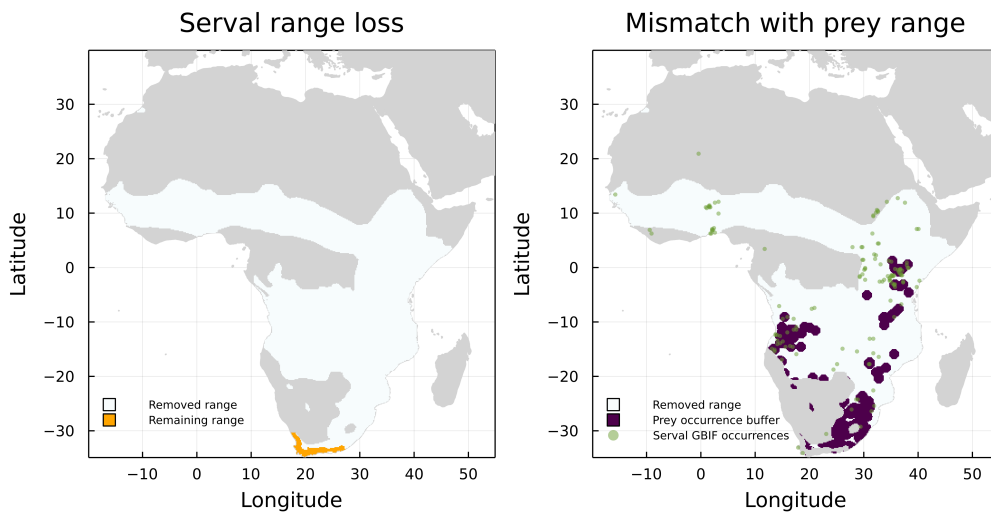 Serval range loss
Mismatch with prey range
Latitude
30
20
10
0
−10
−20
−30
Removed range
Remaining range
−10
0
10
20
30
40
50
Longitude
Latitude
30
20
10
0
−10
−20
−30
Removed range
Prey occurrence buffer
Serval GBIF occurrences
−10
0
10
20
30
40
50
Longitude